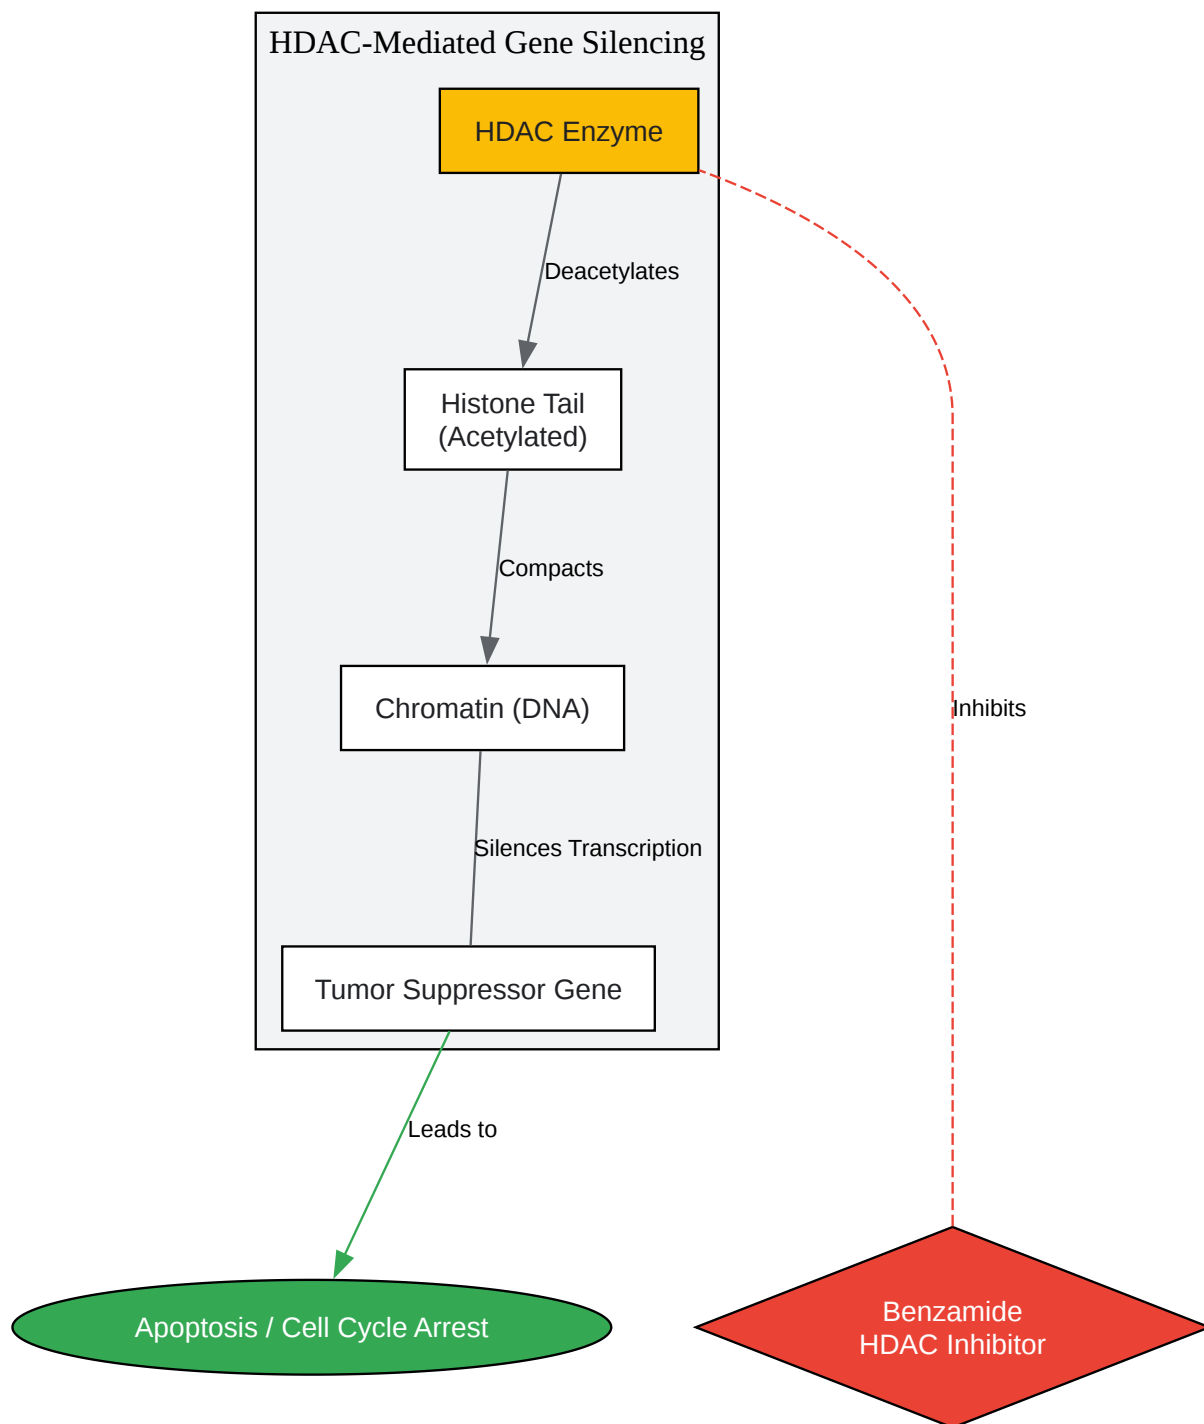 HDAC-Mediated Gene Silencing
HDAC Enzyme
Deacetylates
Histone Tail
(Acetylated)
Compacts
Chromatin (DNA)
Inhibits
Silences Transcription
Tumor Suppressor Gene
Leads to
Apoptosis / Cell Cycle Arrest
Benzamide
HDAC Inhibitor